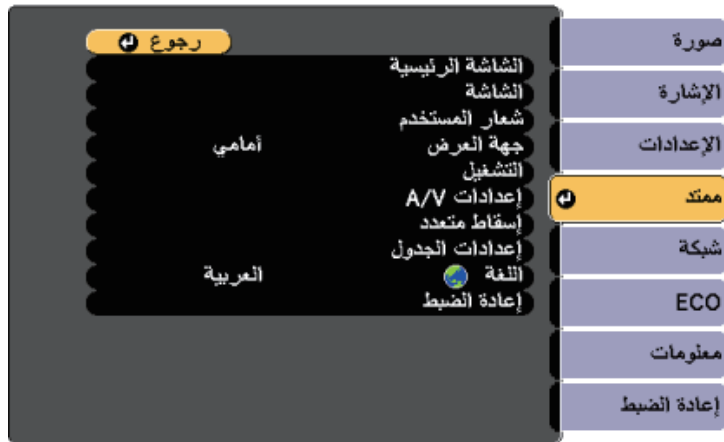 صورة
الإشارة
الإعدادات
ممتد
شبكة
ECO
معلومات
إعادة الضبط
رجوع
الشاشة الرئيسية
الشاشة
شعار المستخدم
جهة العرض أمامي
التشغيل
إعدادات A/V
إسقاط متعدد
إعدادات الجدول
اللغة العربية
إعادة الضبط